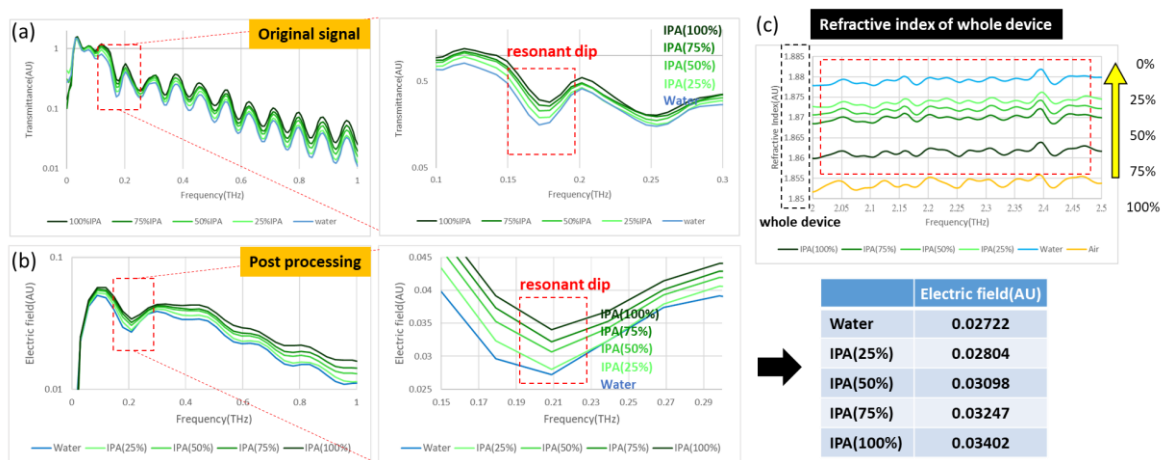 (a)
Original signal
Transmittance(AU)
1
0.1
0.01
0
0.2
0.4
0.6
0.8
1
Frequency(THz)
100%IPA
75%IPA
50%IPA
25%IPA
water
resonant dip
IPA(100%)
IPA(75%)
IPA(50%)
IPA(25%)
Water
Transmittance(AU)
0.5
0.05
0.1
0.15
0.2
0.25
0.3
Frequency(THz)
100%IPA
75%IPA
50%IPA
25%IPA
water
(b)
Post processing
Electric field(AU)
0.1
0.01
0
0.2
0.4
0.6
0.8
1
Frequency(THz)
Water
IPA(25%)
IPA(50%)
IPA(75%)
IPA(100%)
resonant dip
IPA(100%)
IPA(75%)
IPA(50%)
IPA(25%)
Water
Electric field(AU)
0.045
0.04
0.035
0.03
0.025
0.15
0.17
0.19
0.21
0.23
0.25
0.27
0.29
Frequency(THz)
Water
IPA(25%)
IPA(50%)
IPA(75%)
IPA(100%)
(c)
Refractive index of whole device
Refractive Index(AU)
1.88
1.875
1.87
1.86
1.855
1.85
2
2.05
2.1
2.15
2.2
2.25
2.3
2.35
2.4
2.45
2.5
Frequency(THz)
whole device
IPA(100%)
IPA(75%)
IPA(50%)
IPA(25%)
Water
Air
0%
25%
50%
75%
100%
Electric field(AU)
Water 0.02722
IPA(25%) 0.02804
IPA(50%) 0.03098
IPA(75%) 0.03247
IPA(100%) 0.03402